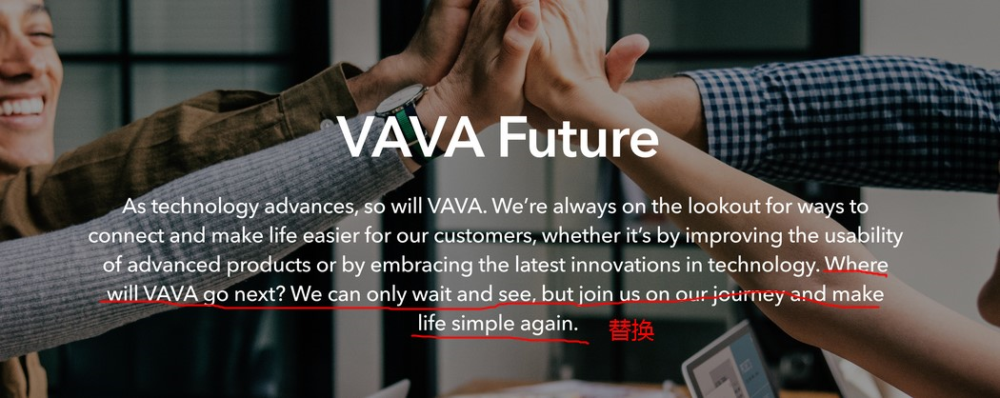 VAVA Future
As technology advances, so will VAVA. We're always on the lookout for ways to
connect and make life easier for our customers, whether it's by improving the usability
of advanced products or by embracing the latest innovations in technology. Where
will VAVA go next? We can only wait and see, but join us on our journey and make
life simple again.
替换